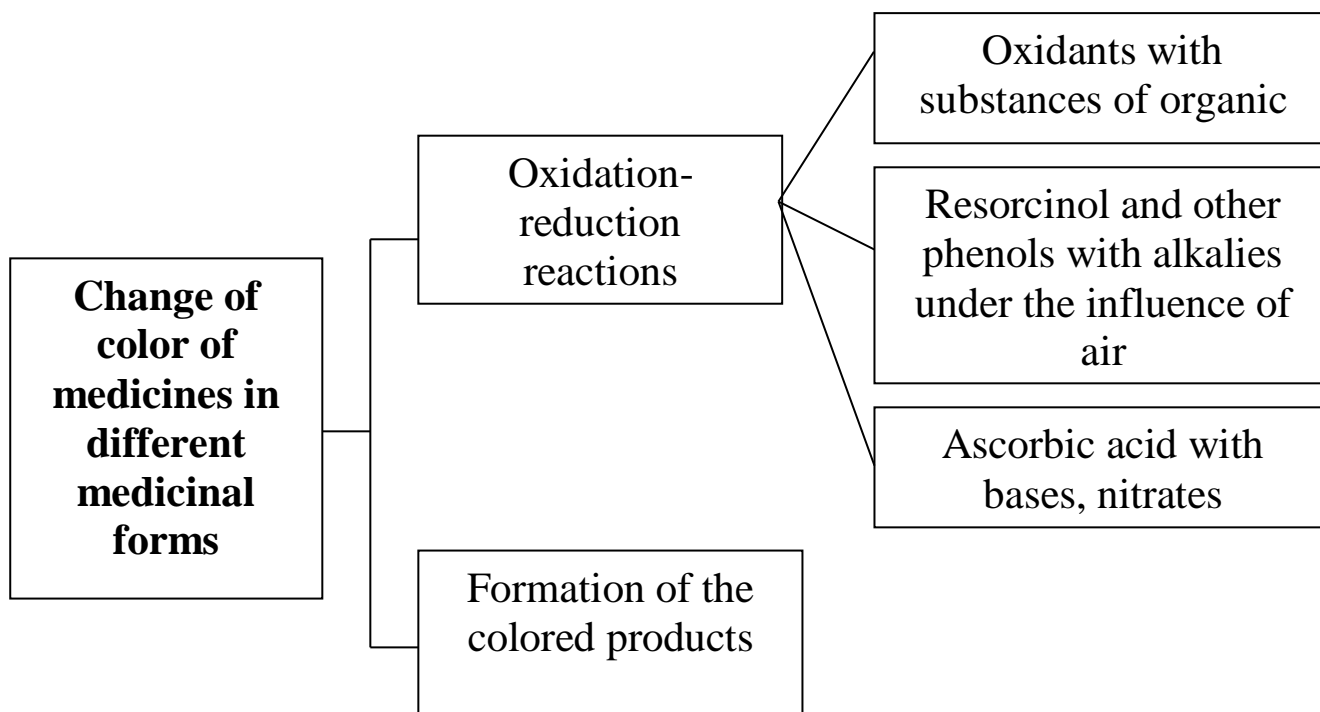 Change of
color of
medicines in
different
medicinal
forms
Oxidation-
reduction
reactions
Formation of the
colored products
Oxidants with
substances of organic
Resorcinol and other
phenols with alkalies
under the influence of
air
Ascorbic acid with
bases, nitrates